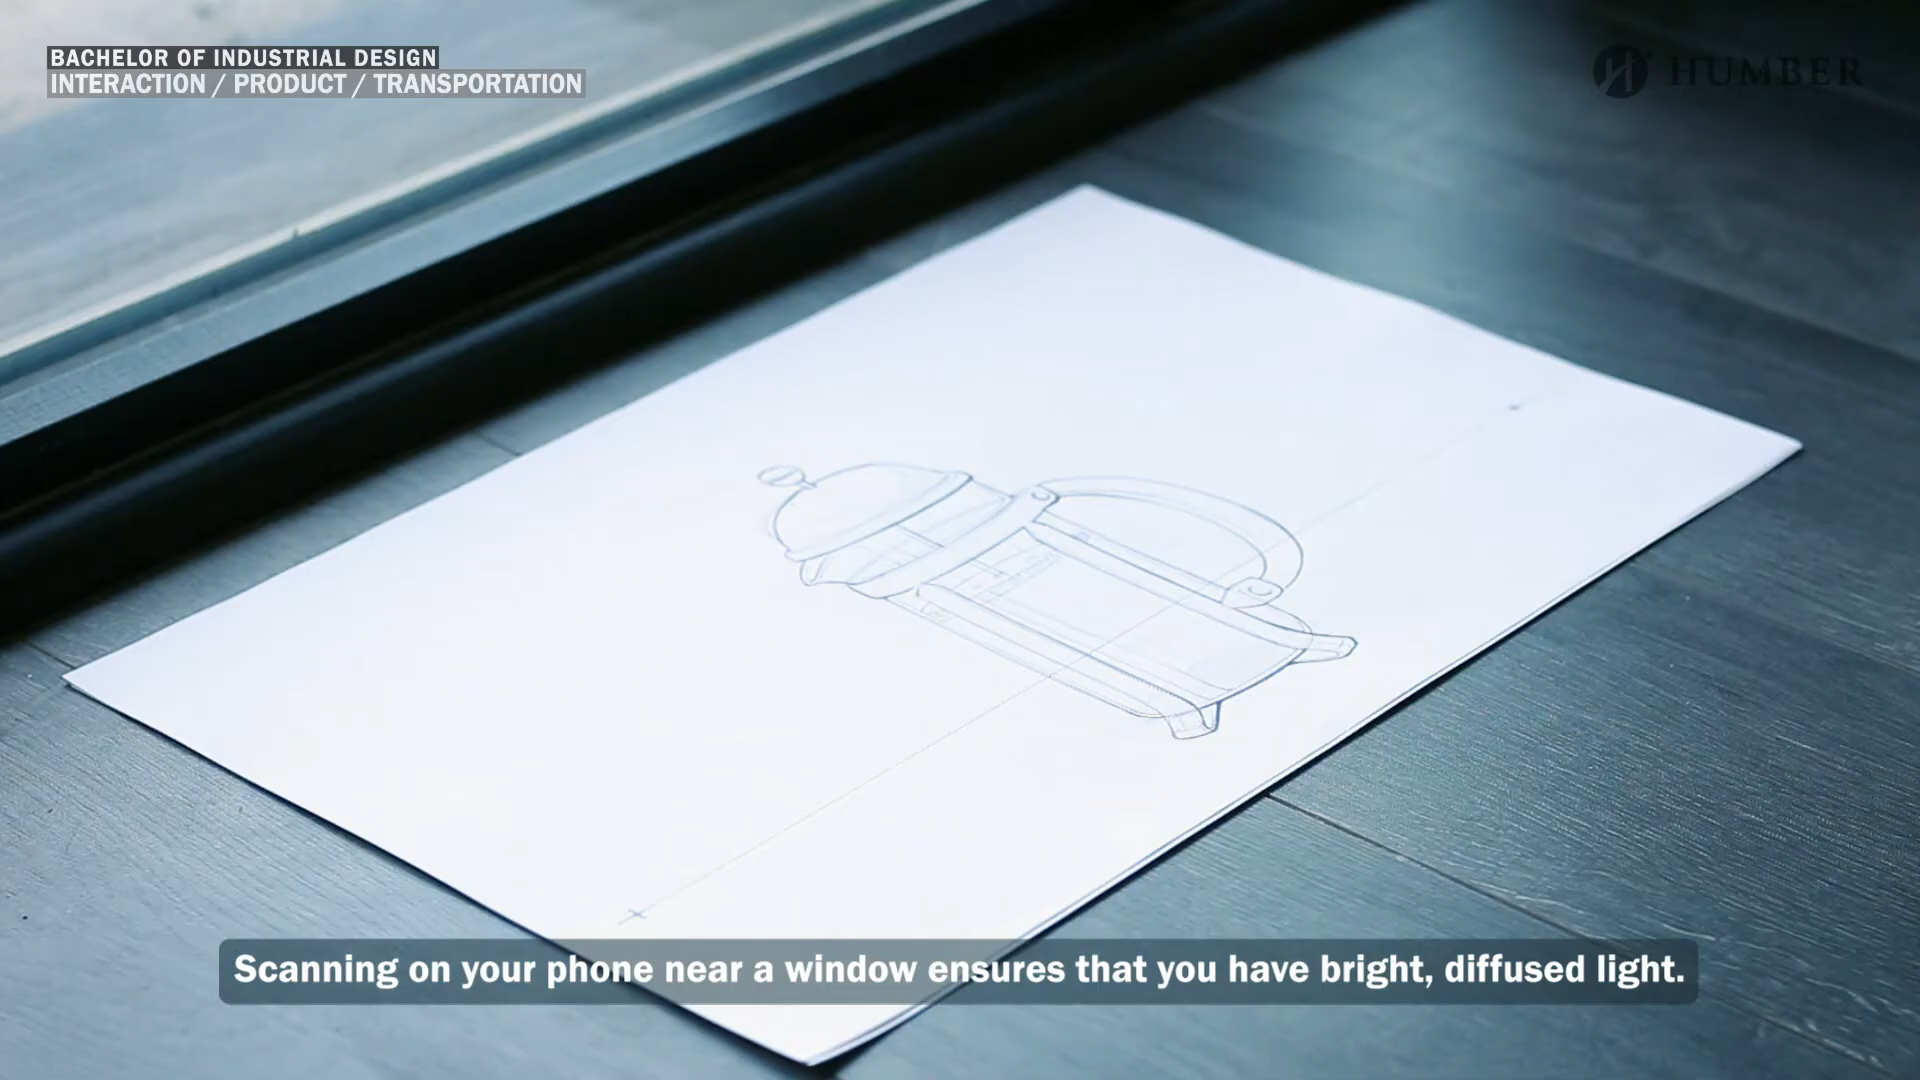 BACHELOR OF INDUSTRIAL DESIGN
INTERACTION / PRODUCT / TRANSPORTATION
HUMBER
Scanning on your phone near a window ensures that you have bright, diffused light.